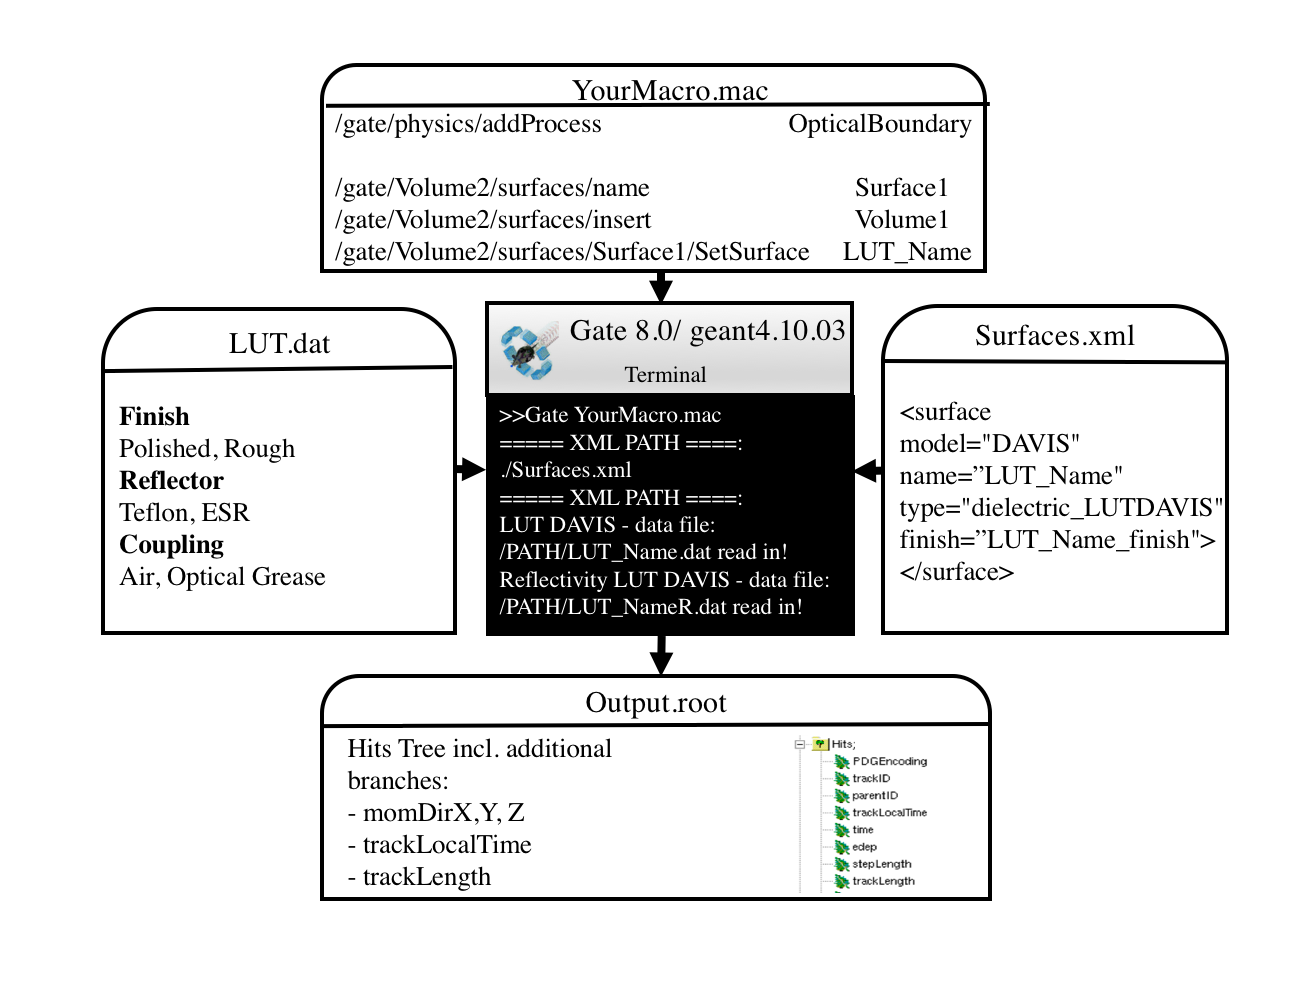 YourMacro.mac
/gate/physics/addProcess OpticalBoundary
/gate/Volume2/surfaces/name Surface1
/gate/Volume2/surfaces/insert Volume1
/gate/Volume2/surfaces/Surface1/SetSurface LUT_Name
LUT.dat
Finish
Polished, Rough
Reflector
Teflon, ESR
Coupling
Air, Optical Grease
Gate 8.0/ geant4.10.03
Terminal
>>Gate YourMacro.mac
===== XML PATH ====:
./Surfaces.xml
===== XML PATH ====:
LUT DAVIS - data file:
/PATH/LUT_Name.dat read in!
Reflectivity LUT DAVIS - data file:
/PATH/LUT_NameR.dat read in!
Surfaces.xml
<surface
model="DAVIS"
name=”LUT_Name"
type="dielectric_LUTDAVIS"
finish=”LUT_Name_finish">
</surface>
Output.root
Hits Tree incl. additional
branches:
- momDirX,Y, Z
- trackLocalTime
- trackLength
Hits;
PDGEncoding
trackID
parentID
trackLocalTime
time
edep
stepLength
trackLength